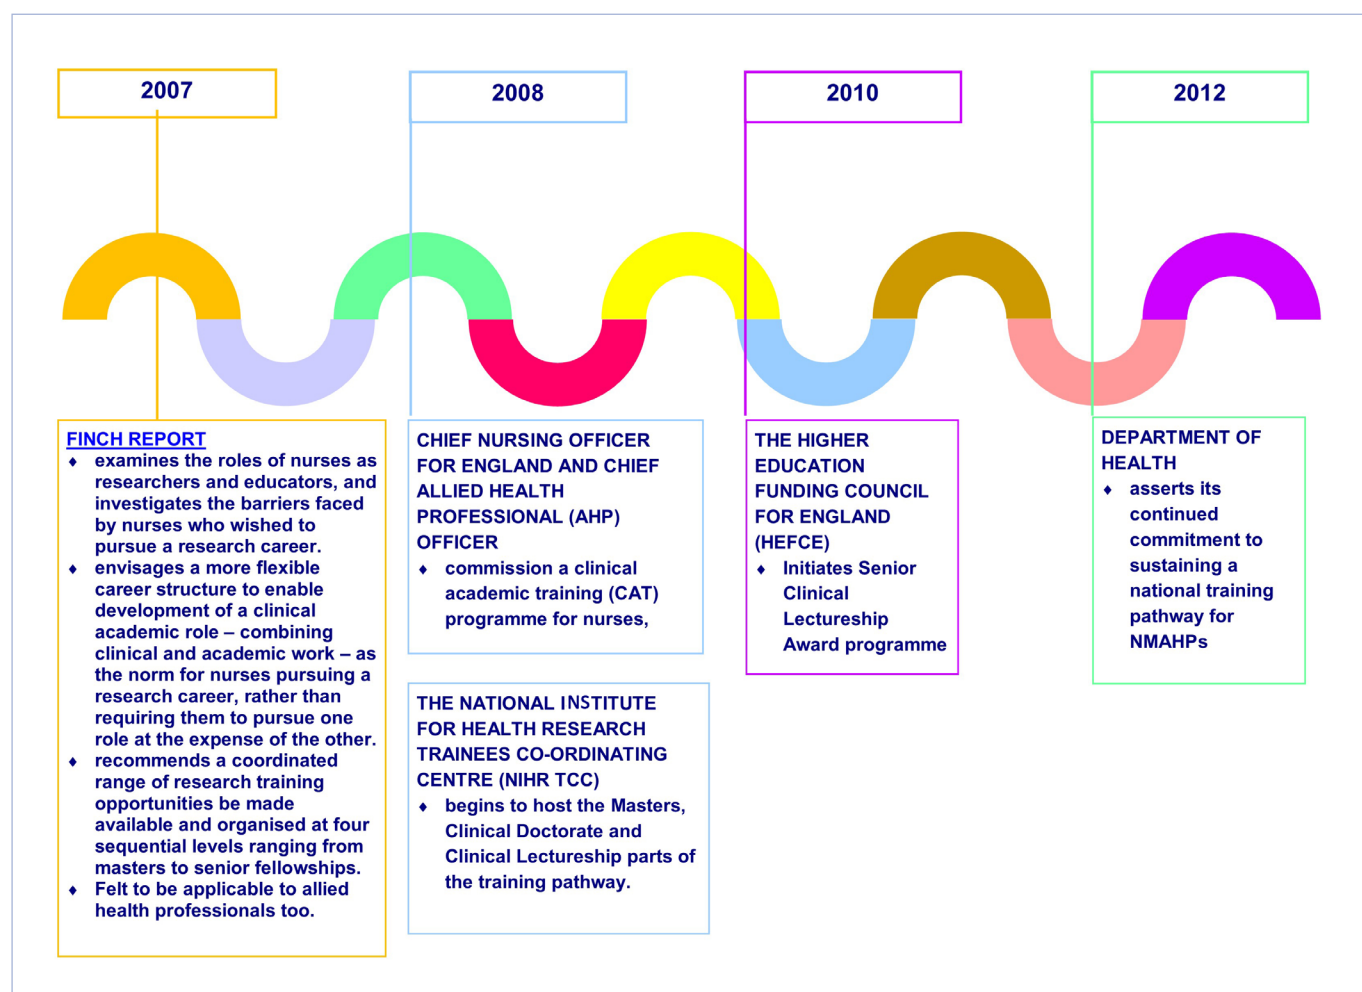 2007
2008
2010
2012
FINCH REPORT
♦ examines the roles of nurses as
researchers and educators, and
investigates the barriers faced
by nurses who wished to
pursue a research career.
♦ envisages a more flexible
career structure to enable
development of a clinical
academic role – combining
clinical and academic work – as
the norm for nurses pursuing a
research career, rather than
requiring them to pursue one
role at the expense of the other.
♦ recommends a coordinated
range of research training
opportunities be made
available and organised at four
sequential levels ranging from
masters to senior fellowships.
♦ Felt to be applicable to allied
health professionals too.
CHIEF NURSING OFFICER
FOR ENGLAND AND CHIEF
ALLIED HEALTH
PROFESSIONAL (AHP)
OFFICER
♦ commission a clinical
academic training (CAT)
programme for nurses,
THE NATIONAL INSTITUTE
FOR HEALTH RESEARCH
TRAINEES CO-ORDINATING
CENTRE (NIHR TCC)
♦ begins to host the Masters,
Clinical Doctorate and
Clinical Lectureship parts of
the training pathway.
THE HIGHER
EDUCATION
FUNDING COUNCIL
FOR ENGLAND
(HEFCE)
♦ Initiates Senior
Clinical
Lectureship
Award programme
DEPARTMENT OF
HEALTH
♦ asserts its
continued
commitment to
sustaining a
national training
pathway for
NMAHPs